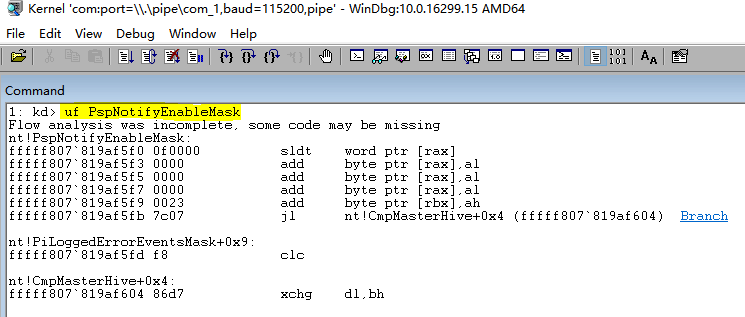 Kernel 'com:port=\\.\pipe\com_1,baud=115200,pipe' - WinDbg:10.0.16299.15 AMD64
File Edit View Debug Window Help
101
101
A A
Command
1: kd> uf PspNotifyEnableMask
Flow analysis was incomplete, some code may be missing
nt!PspNotifyEnableMask:
fffff807`819af5f0 0f0000 sldt word ptr [rax]
fffff807`819af5f3 0000 add byte ptr [rax],al
fffff807`819af5f5 0000 add byte ptr [rax],al
fffff807`819af5f7 0000 add byte ptr [rax],al
fffff807`819af5f9 0023 add byte ptr [rbx],ah
fffff807`819af5fb 7c07 jl nt!CmpMasterHive+0x4 (fffff807`819af604) Branch
nt!PiLoggedErrorEventsMask+0x9:
fffff807`819af5fd f8 clc
nt!CmpMasterHive+0x4:
fffff807`819af604 86d7 xchg dl,bh